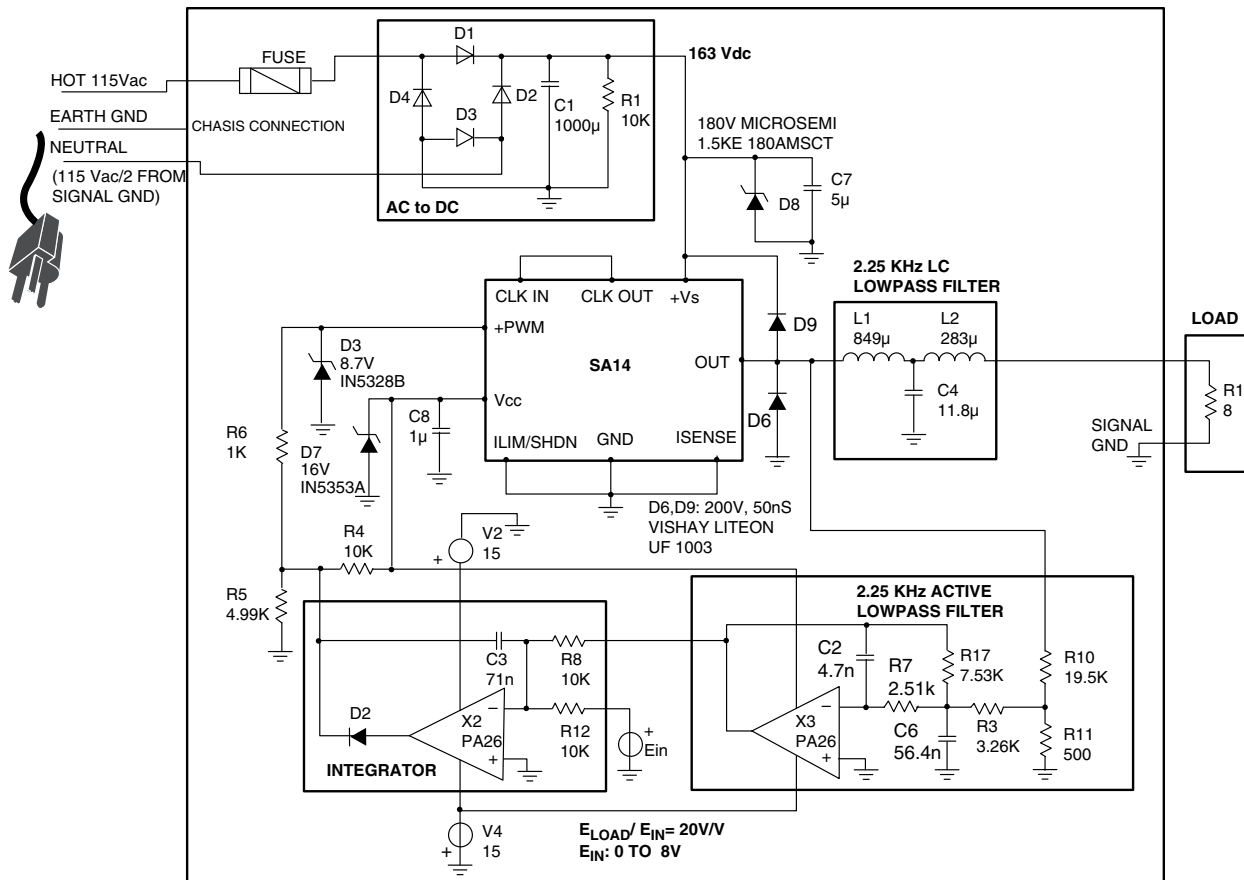 HOT 115Vac
EARTH GND
NEUTRAL
(115 Vac/2 FROM
SIGNAL GND)
FUSE
CHASIS CONNECTION
D1
D4
D2
D3
C1
1000µ
R1
10K
AC to DC
163 Vdc
180V MICROSEMI
1.5KE 180AMSCT
D8
C7
5µ
CLK IN
CLK OUT
+Vs
+PWM
SA14
OUT
Vcc
ILIM/SHDN
GND
ISENSE
D9
D6
2.25 KHz LC
LOWPASS FILTER
L1
849µ
L2
283µ
C4
11.8µ
LOAD
R1
8
SIGNAL
GND
D3
8.7V
IN5328B
C8
1µ
R6
1K
D7
16V
IN5353A
D6,D9: 200V, 50nS
VISHAY LITEON
UF 1003
R4
10K
R5
4.99K
+
V2
15
C3
71n
R8
10K
R12
10K
D2
X2
PA26
−
+
+
Ein
INTEGRATOR
2.25 KHz ACTIVE
LOWPASS FILTER
C2
4.7n
R7
2.51k
R17
7.53K
R10
19.5K
X3
PA26
−
+
C6
56.4n
R3
3.26K
R11
500
+
V4
15
ELOAD/ EIN= 20V/V
EIN: 0 TO 8V